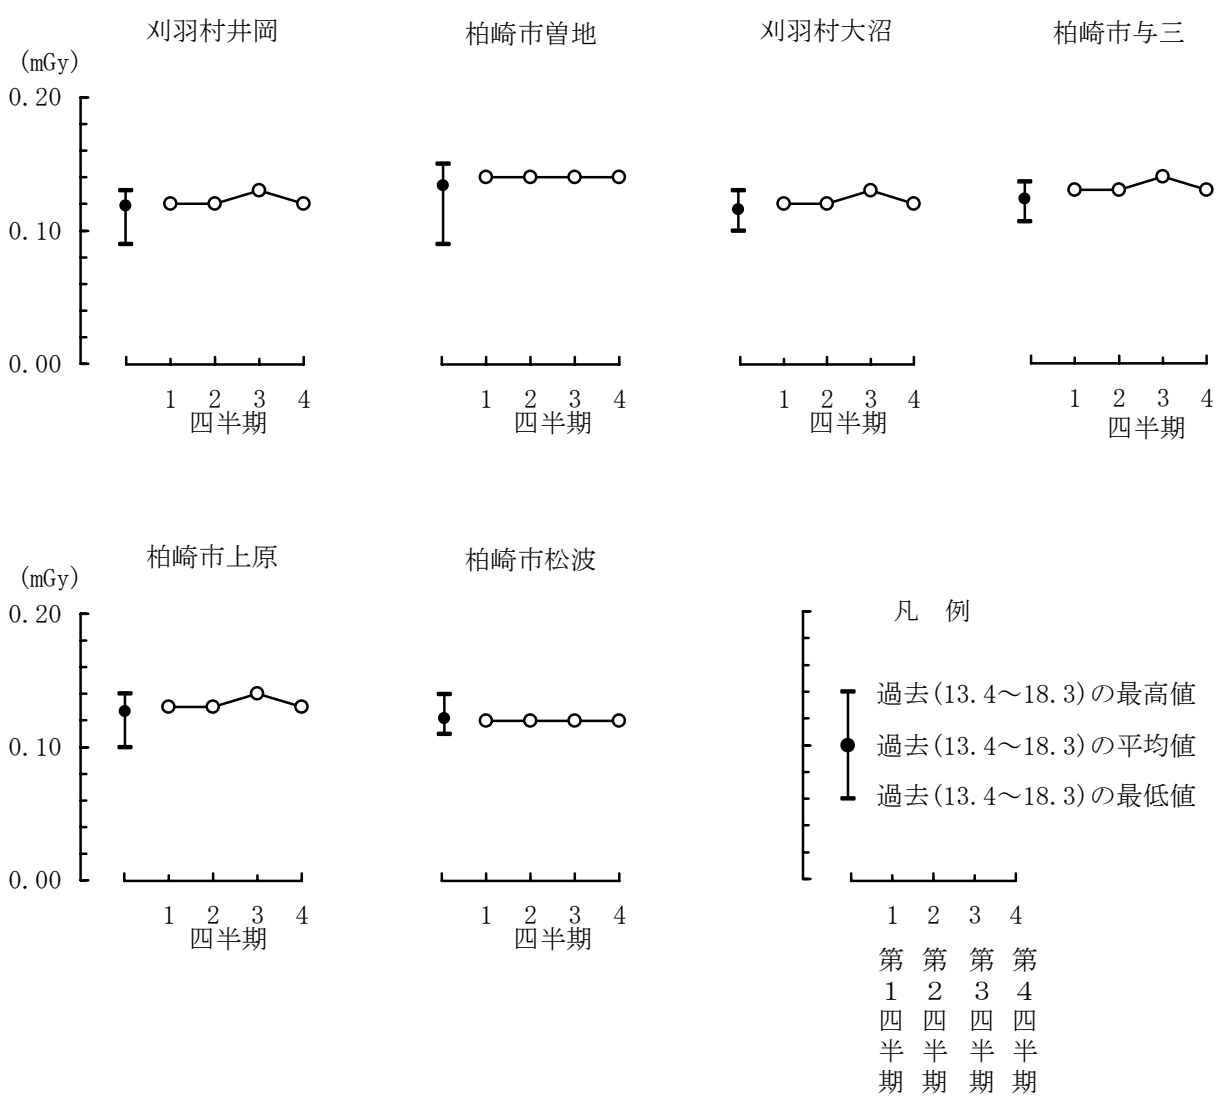 刈羽村井岡
柏崎市曽地
刈羽村大沼
柏崎市与三
(mGy)
0.20
0.10
0.00
1 2 3 4
四半期
1 2 3 4
四半期
1 2 3 4
四半期
1 2 3 4
四半期
柏崎市上原
柏崎市松波
(mGy)
0.20
0.10
0.00
1 2 3 4
四半期
1 2 3 4
四半期
凡 例
過去(13.4～18.3)の最高値
過去(13.4～18.3)の平均値
過去(13.4～18.3)の最低値
1 2 3 4
第1四半期
第2四半期
第3四半期
第4四半期